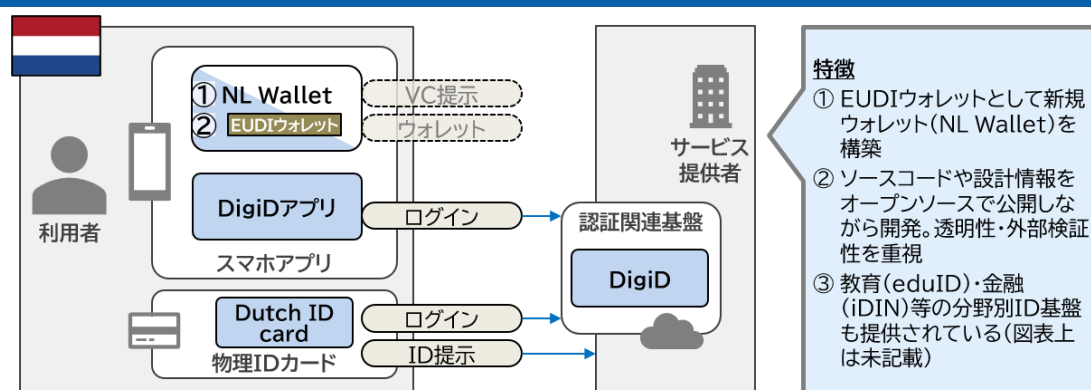 ① NL Wallet
② EUDIウォレット
VC提示
ウォレット
DigiDアプリ
ログイン
スマホアプリ
利用者
Dutch ID
card
物理IDカード
ログイン
ID提示
サービス
提供者
認証関連基盤
DigiD
特徴
① EUDIウォレットとして新規
ウォレット(NL Wallet)を
構築
② ソースコードや設計情報を
オープンソースで公開しな
がら開発。透明性・外部検証
性を重視
③ 教育(eduID)・金融
(iDIN)等の分野別ID基盤
も提供されている(図表上
は未記載)